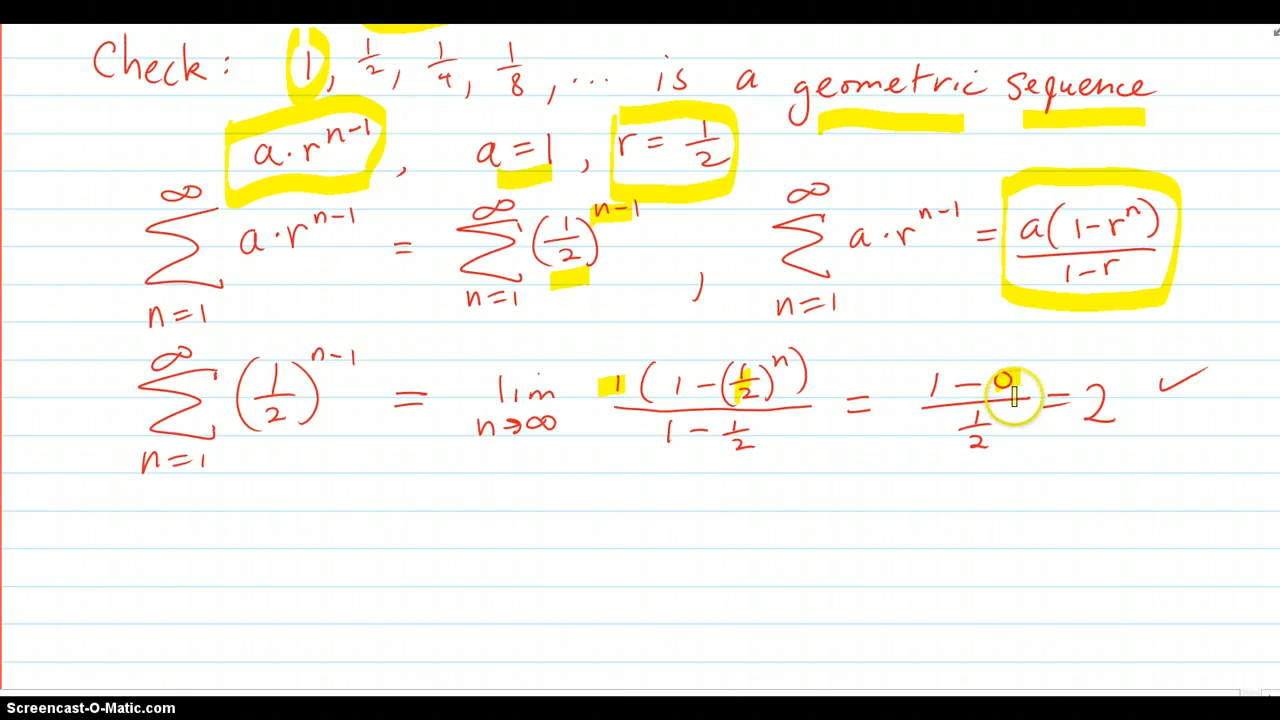 Check : 1, 1/2, 1/4, 1/8, ... is a geometric sequence
a·r^(n-1), a = 1, r = 1/2
∞∑n=1 a·r^(n-1) = ∞∑n=1 (1/2)^(n-1), ∞∑n=1 a·r^(n-1) = a(1-r^n)/(1-r)
∞∑n=1 (1/2)^(n-1) = lim n→∞ 1(1-(1/2)^n)/(1-1/2) = (1-0)/(1/2) = 2 ✓
Screencast-O-Matic.com